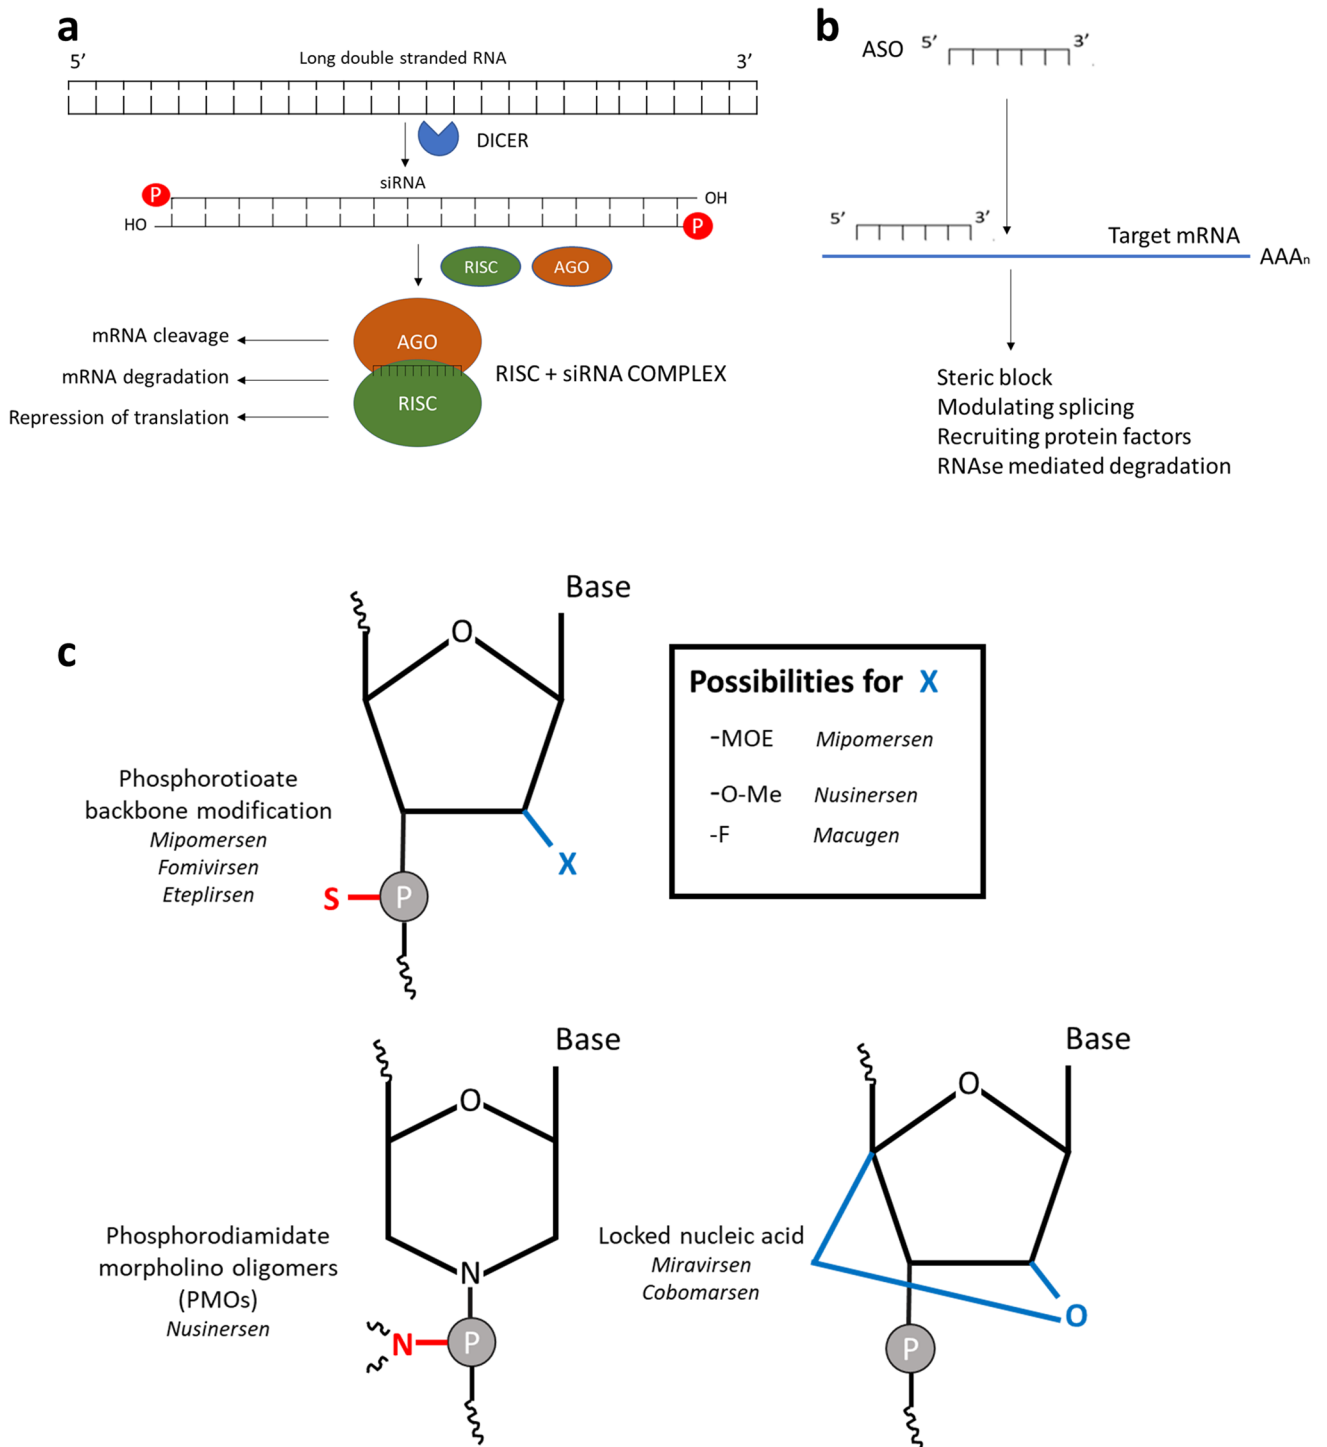 a
5’
Long double stranded RNA
3’
DICER
siRNA
P
OH
HO
P
RISC
AGO
mRNA cleavage
mRNA degradation
Repression of translation
AGO
RISC
RISC + siRNA COMPLEX
b
ASO
5’
3’
5’
3’
Target mRNA
AAAn
Steric block
Modulating splicing
Recruiting protein factors
RNAse mediated degradation
c
Base
O
Phosphorotioate
backbone modification
Mipomersen
Fomivirsen
Eteplirsen
X
S
P
Possibilities for X
-MOE Mipomersen
-O-Me Nusinersen
-F Macugen
Base
O
Phosphorodiamidate
morpholino oligomers
(PMOs)
Nusinersen
N
N
P
Base
O
Locked nucleic acid
Miravirsen
Cobomarsen
O
P